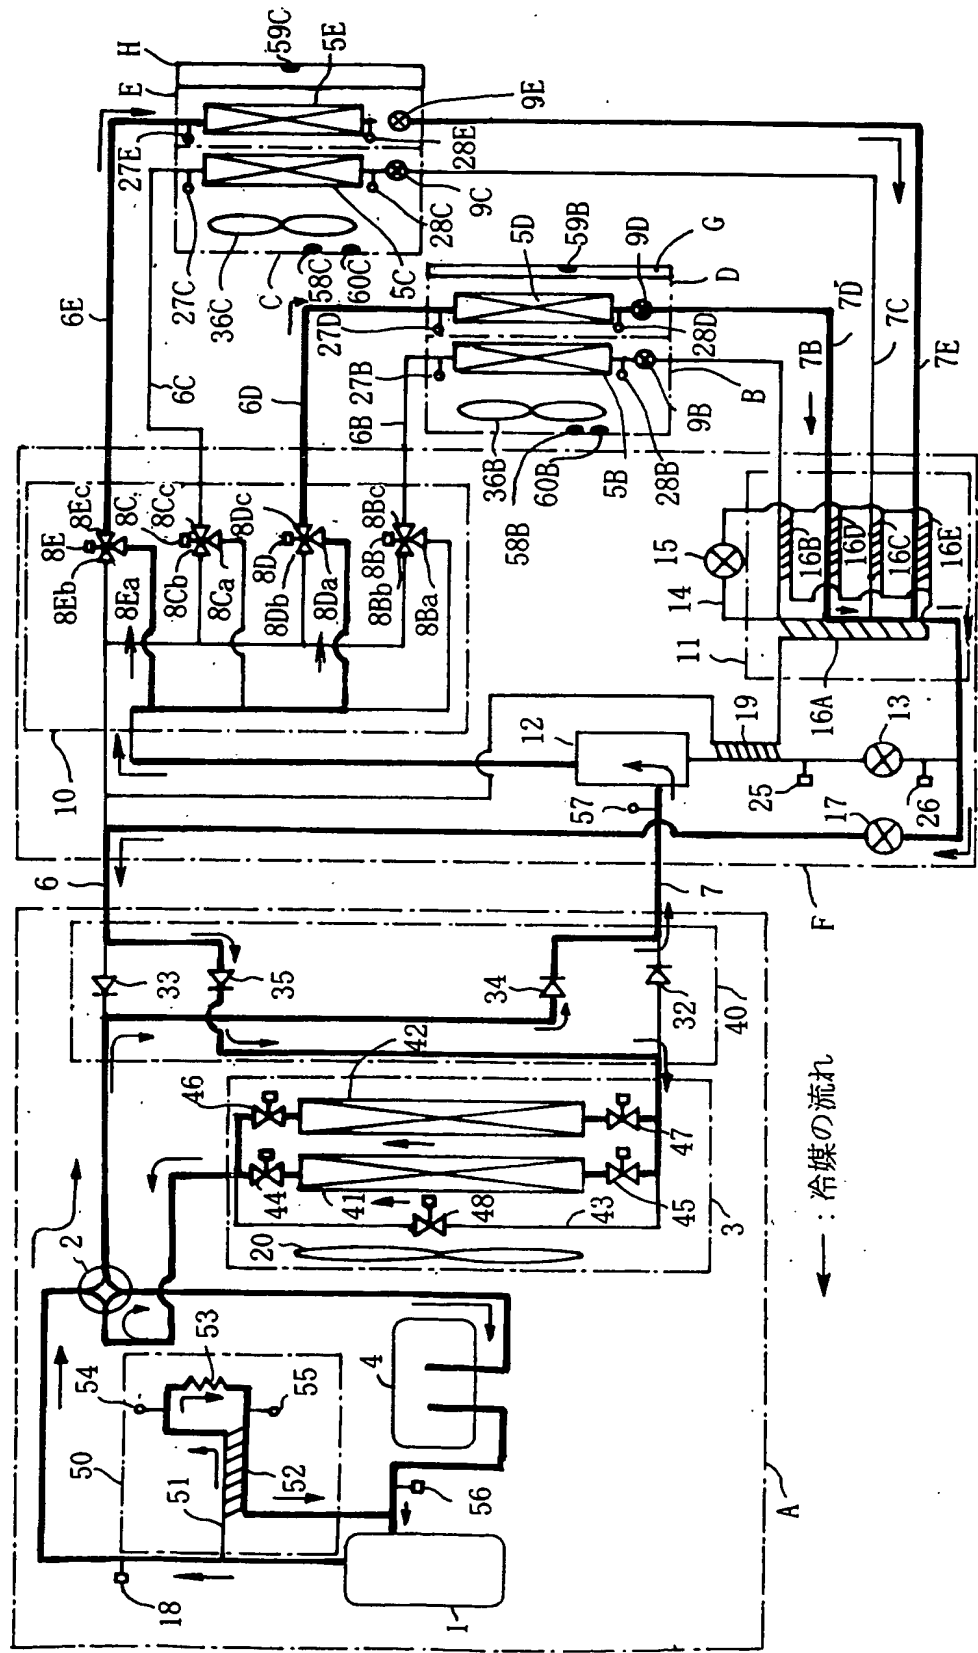 59C
H
5E
E
9E
27E
28E
9C
28C
27C
36C
C
58C
60C
5C
6E
6C
5D
59B
9D
G
D
27D
28D
7D
7C
7E
7B
27B
6D
6B
36B
60B
5B
28B
9B
B
58B
8Ec
8E
8Eb
8Ea
8C
8Cc
8Cb
8Ca
8Dc
8D
8Db
8Da
8Bc
8B
8Bb
8Ba
15
14
11
16B
16D
16C
16E
16A
10
12
19
13
25
26
17
57
6
7
F
33
35
34
32
40
42
46
44
41
48
43
47
45
3
20
2
53
54
55
4
50
51
52
56
18
1
A
：冷媒の流れ